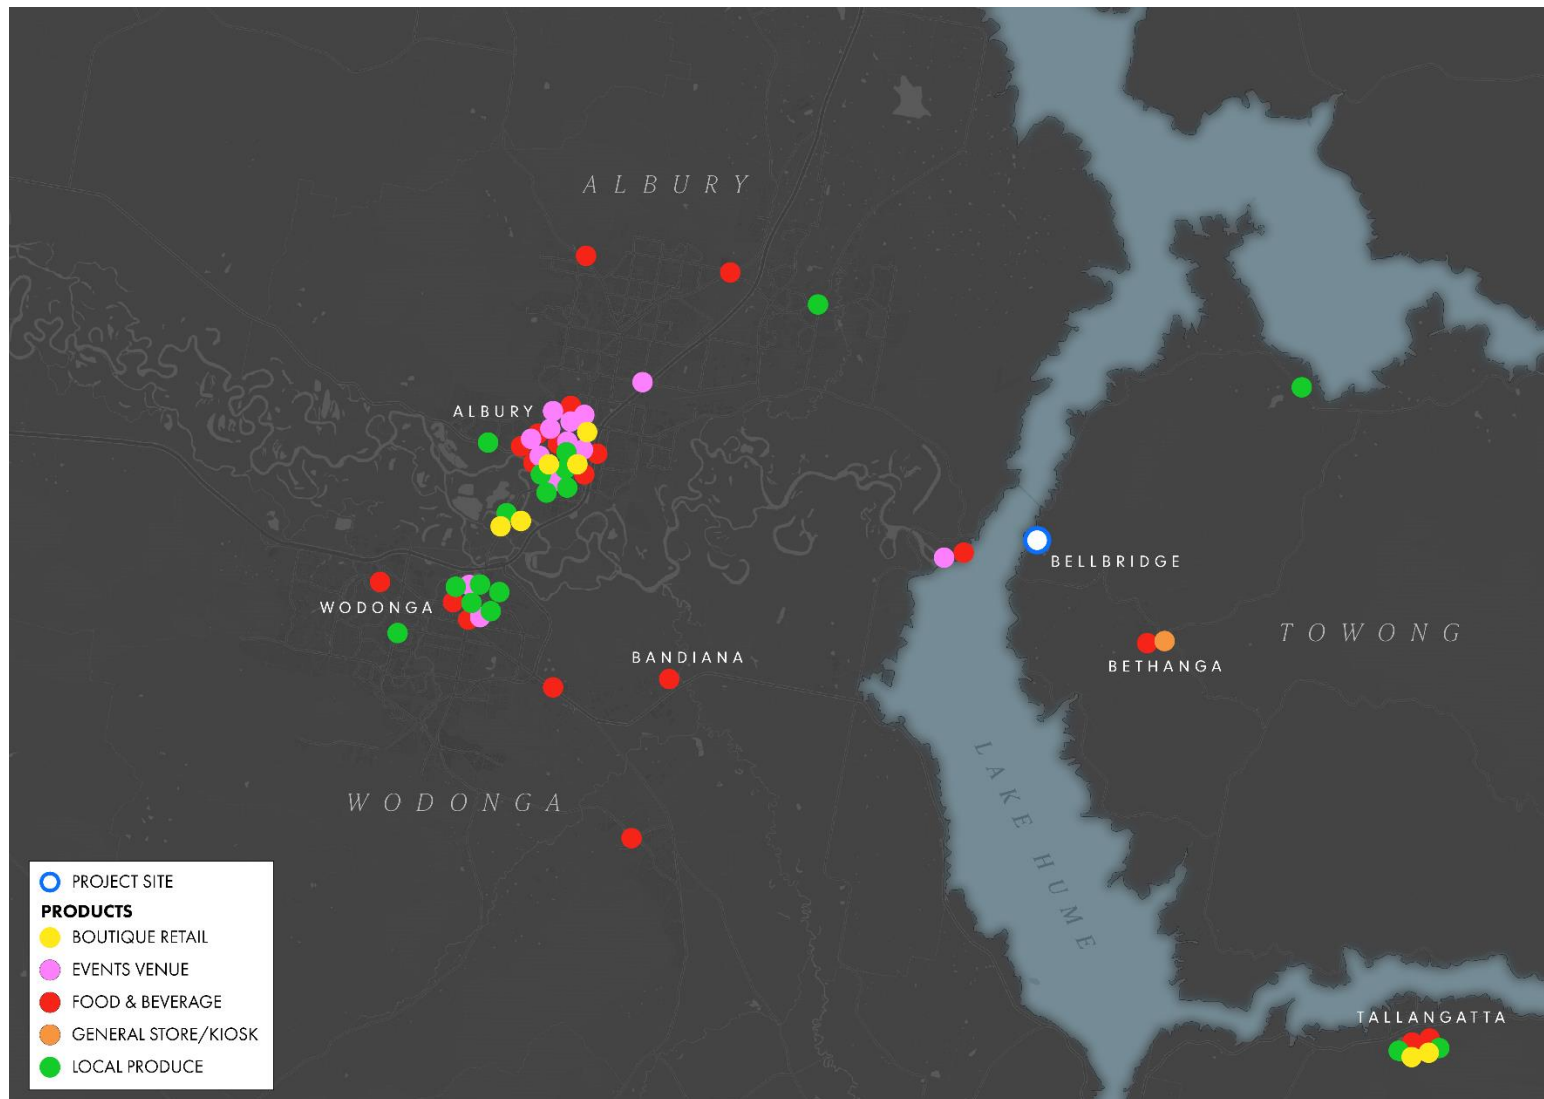 ALBURY
ALBURY
BELLBRIDGE
WODONGA
TOWONG
BANDIANA
BETHANGA
LAKE HUME
WODONGA
PROJECT SITE
PRODUCTS
BOUTIQUE RETAIL
EVENTS VENUE
FOOD & BEVERAGE
GENERAL STORE/KIOSK
LOCAL PRODUCE
TALLANGATTA